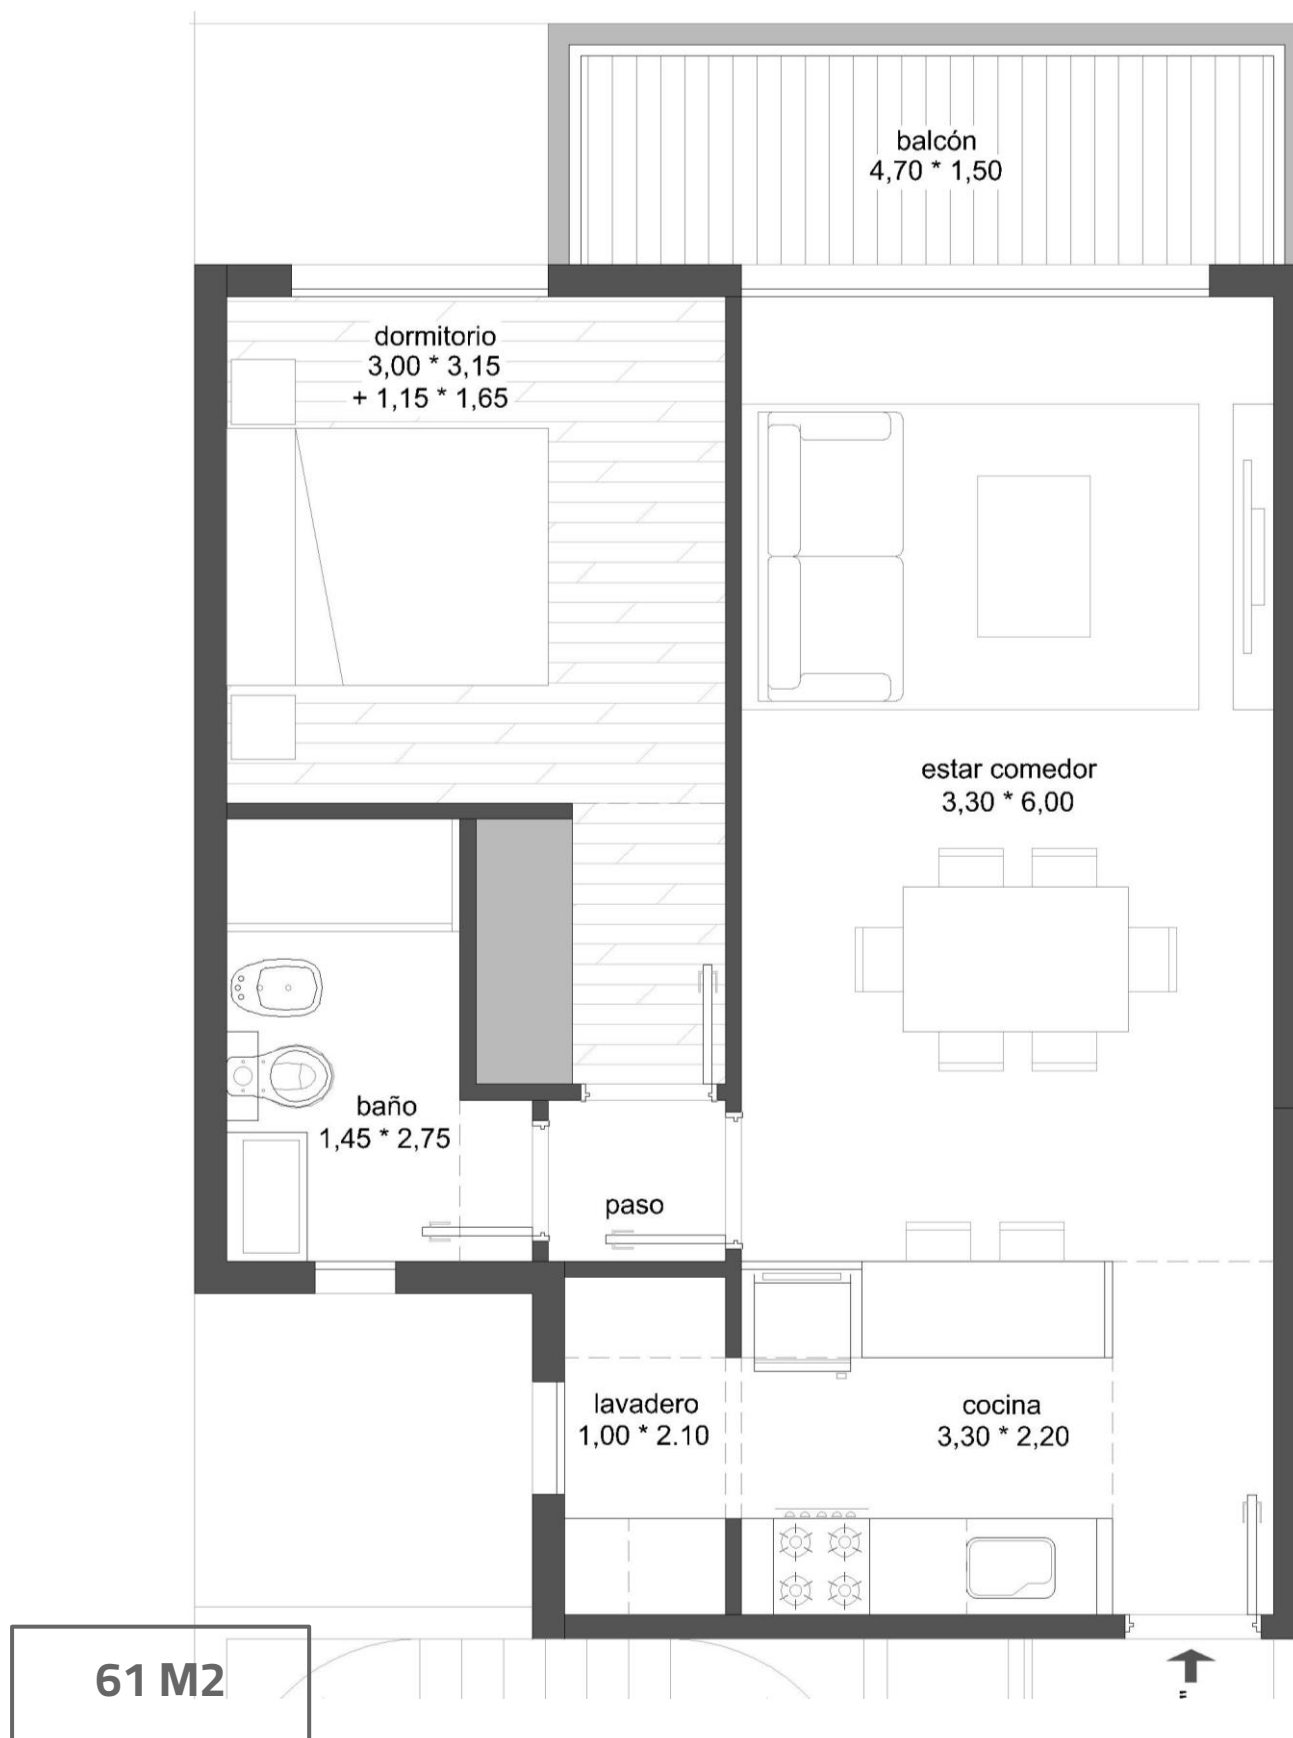 balcón
4,70 * 1,50
dormitorio
3,00 * 3,15
+ 1,15 * 1,65
estar comedor
3,30 * 6,00
baño
1,45 * 2,75
paso
lavadero
1,00 * 2.10
cocina
3,30 * 2,20
61 M2